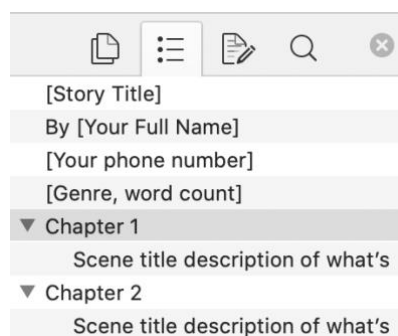 [Story Title]
By [Your Full Name]
[Your phone number]
[Genre, word count]
Chapter 1
Scene title description of what's
Chapter 2
Scene title description of what's